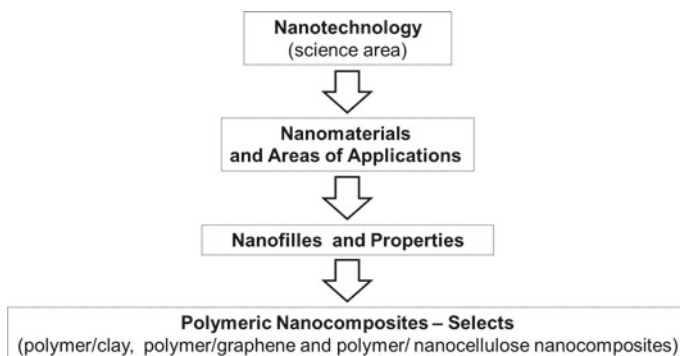 Nanotechnology
(science area)
Nanomaterials
and Areas of Applications
Nanofilles and Properties
Polymeric Nanocomposites – Selects
(polymer/clay, polymer/graphene and polymer/ nanocellulose nanocomposites)